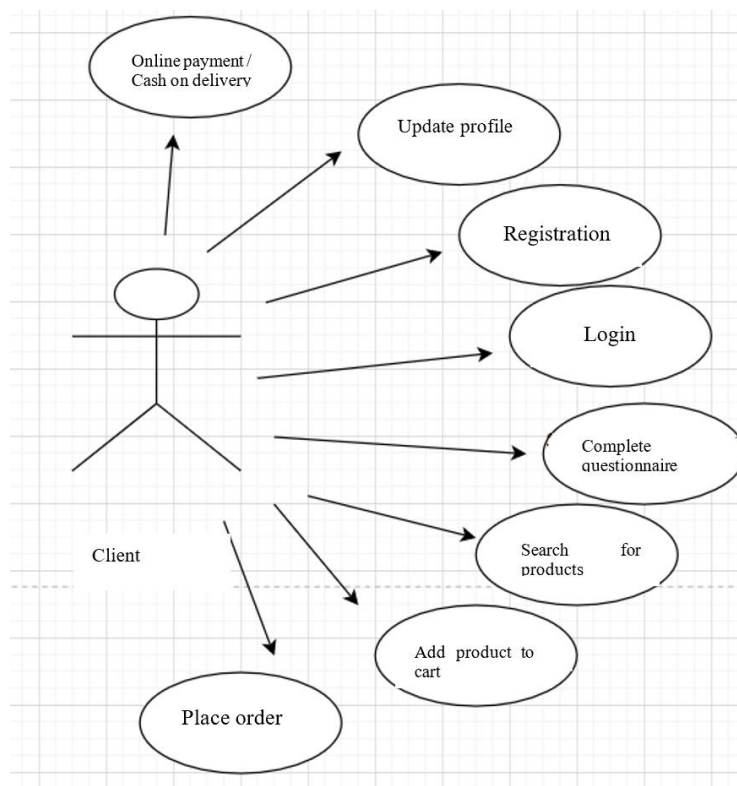 Online payment /
Cash on delivery
Update profile
Registration
Login
Complete
questionnaire
Search for
products
Client
Add product to
cart
Place order